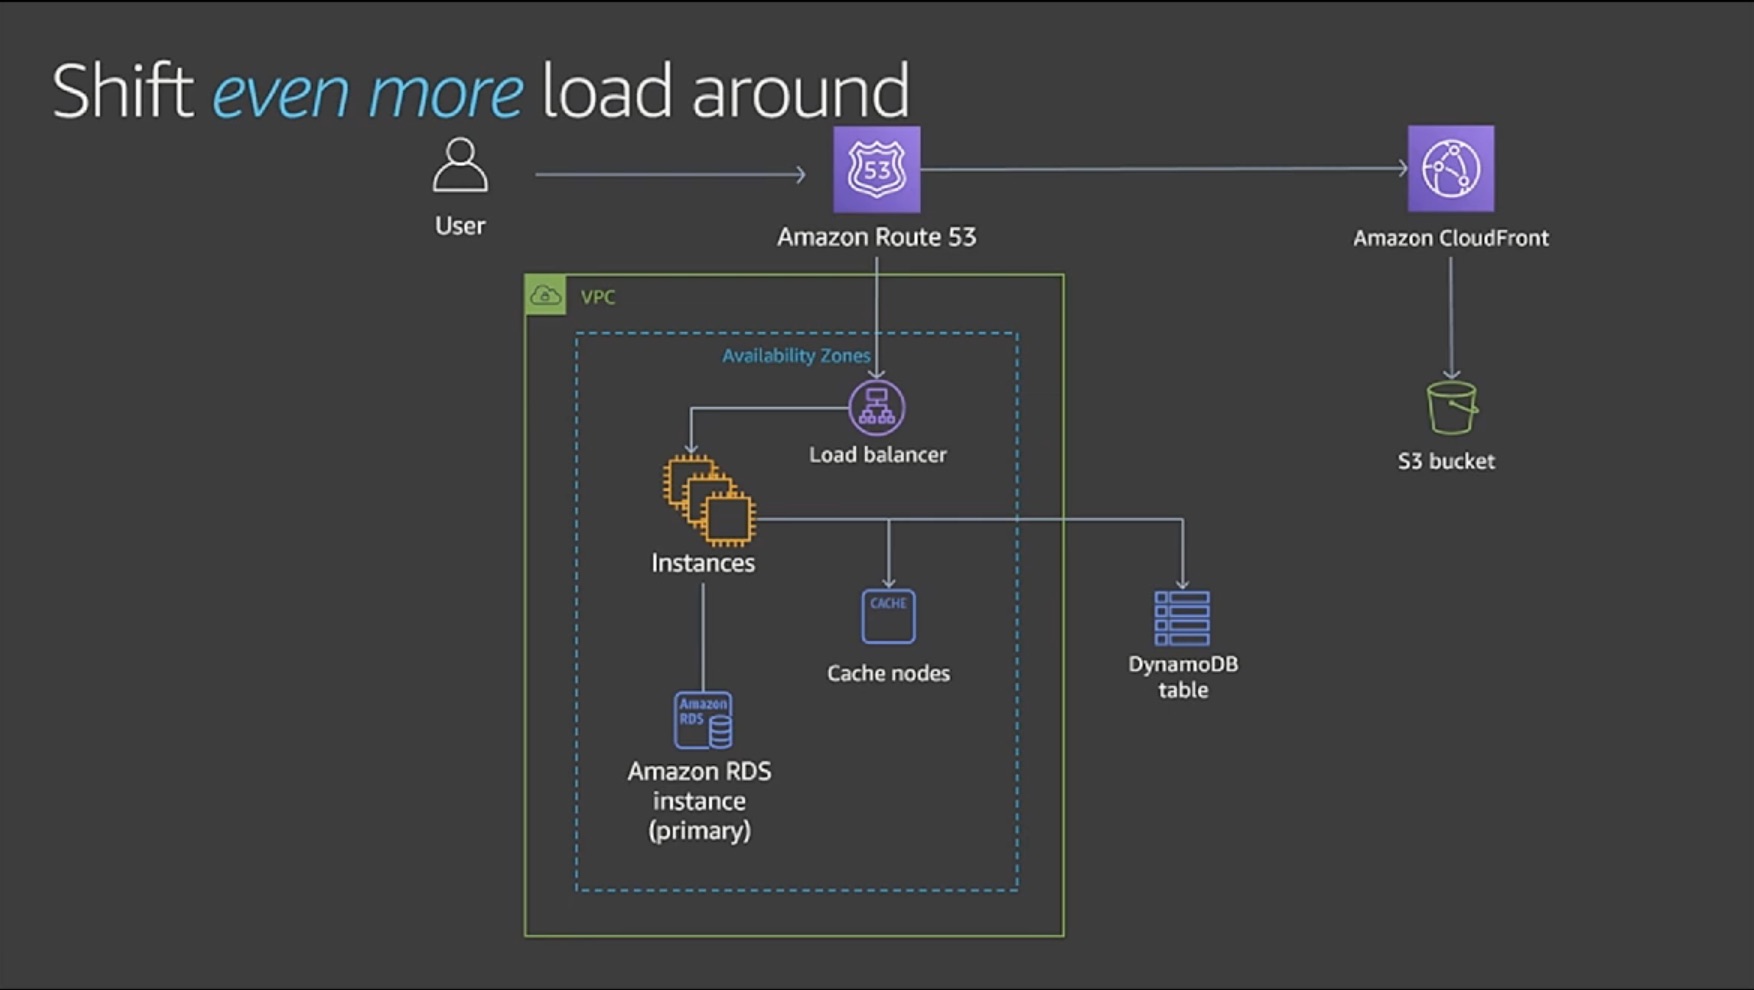 Shift even more load around
User
53
Amazon Route 53
Amazon CloudFront
VPC
Availability Zones
Load balancer
S3 bucket
Instances
CACHE
Cache nodes
DynamoDB
table
Amazon
RDS
Amazon RDS
instance
(primary)